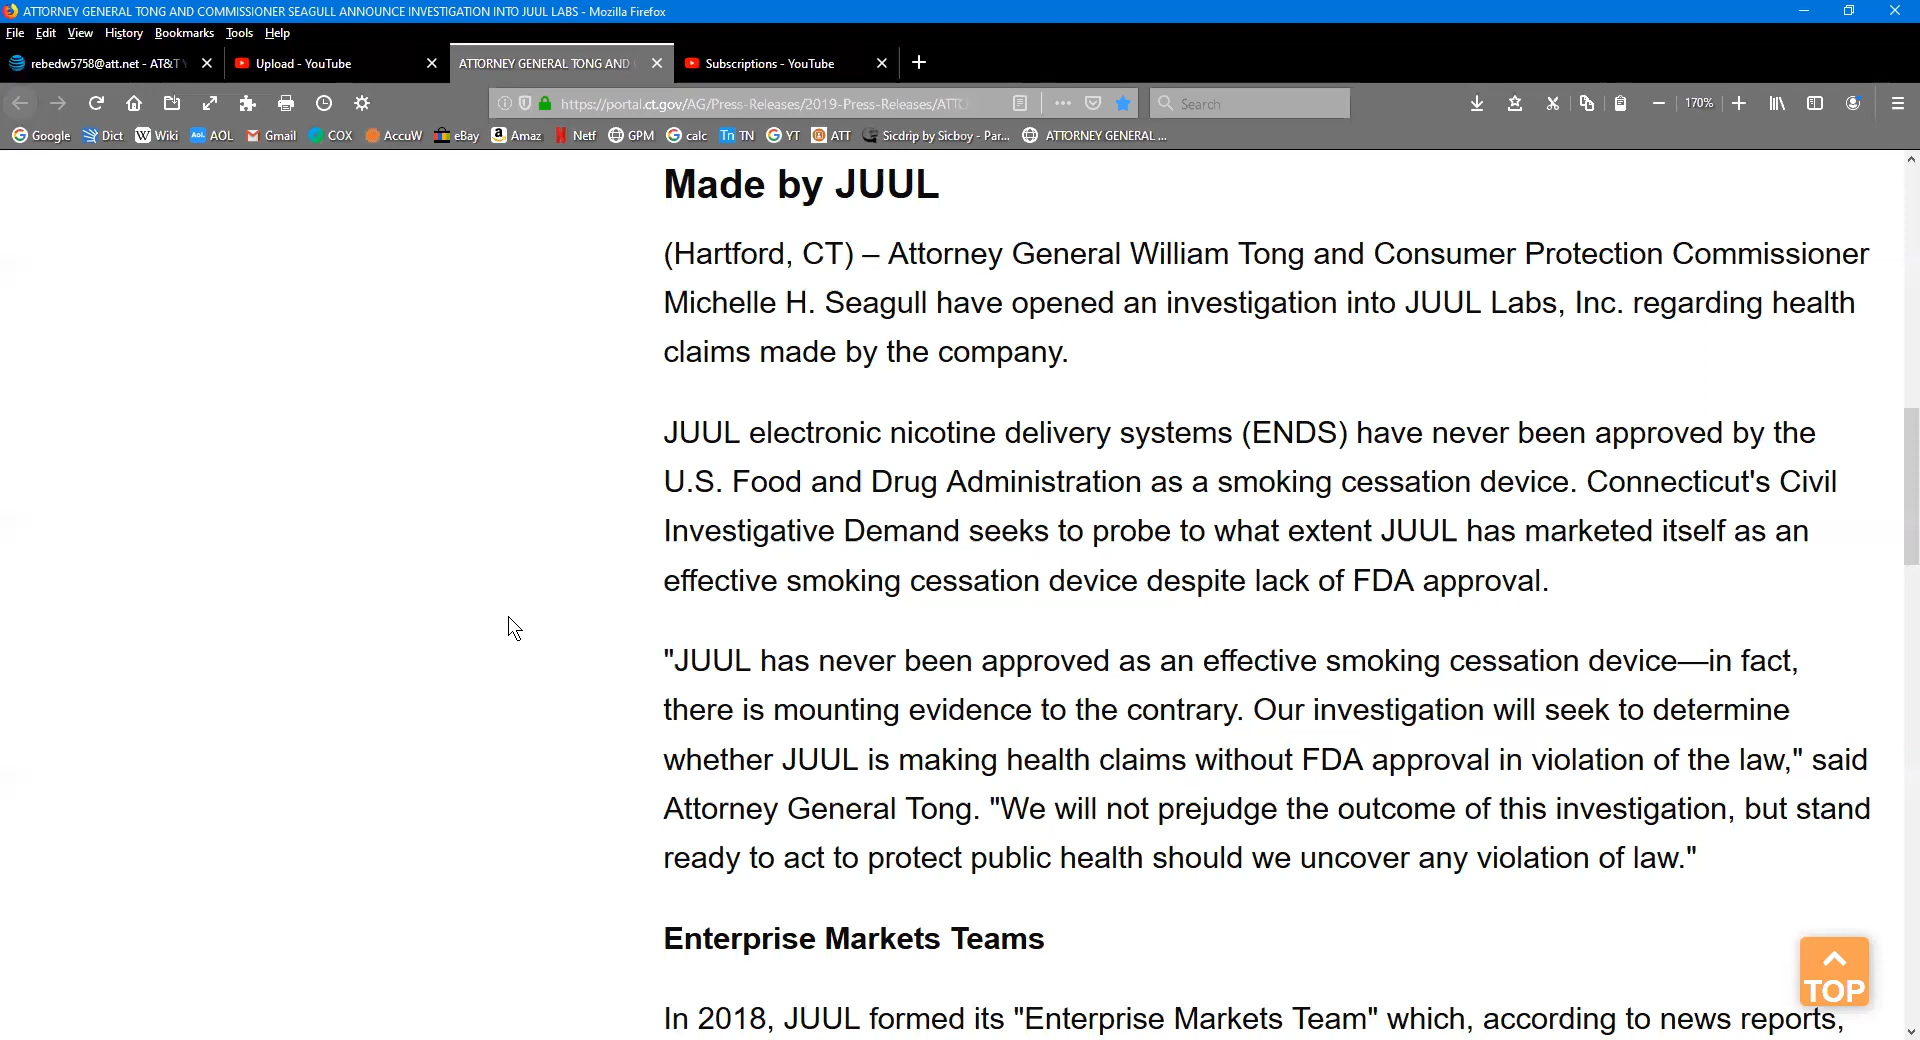 ATTORNEY GENERAL TONG AND COMMISSIONER SEAGULL ANNOUNCE INVESTIGATION INTO JUUL LABS - Mozilla Firefox
File Edit View History Bookmarks Tools Help
rebedw5758@att.net - AT&T Y
Upload - YouTube
ATTORNEY GENERAL TONG AND
Subscriptions - YouTube
https://portal.ct.gov/AG/Press-Releases/2019-Press-Releases/ATTO
Search
170%
Google Dict Wiki AOL Gmail COX AccuW eBay Amaz Netf GPM calc TN YT ATT Sicdrip by Sicboy - Par... ATTORNEY GENERAL ...
Made by JUUL
(Hartford, CT) – Attorney General William Tong and Consumer Protection Commissioner
Michelle H. Seagull have opened an investigation into JUUL Labs, Inc. regarding health
claims made by the company.
JUUL electronic nicotine delivery systems (ENDS) have never been approved by the
U.S. Food and Drug Administration as a smoking cessation device. Connecticut's Civil
Investigative Demand seeks to probe to what extent JUUL has marketed itself as an
effective smoking cessation device despite lack of FDA approval.
"JUUL has never been approved as an effective smoking cessation device—in fact,
there is mounting evidence to the contrary. Our investigation will seek to determine
whether JUUL is making health claims without FDA approval in violation of the law," said
Attorney General Tong. "We will not prejudge the outcome of this investigation, but stand
ready to act to protect public health should we uncover any violation of law."
Enterprise Markets Teams
TOP
In 2018, JUUL formed its "Enterprise Markets Team" which, according to news reports,